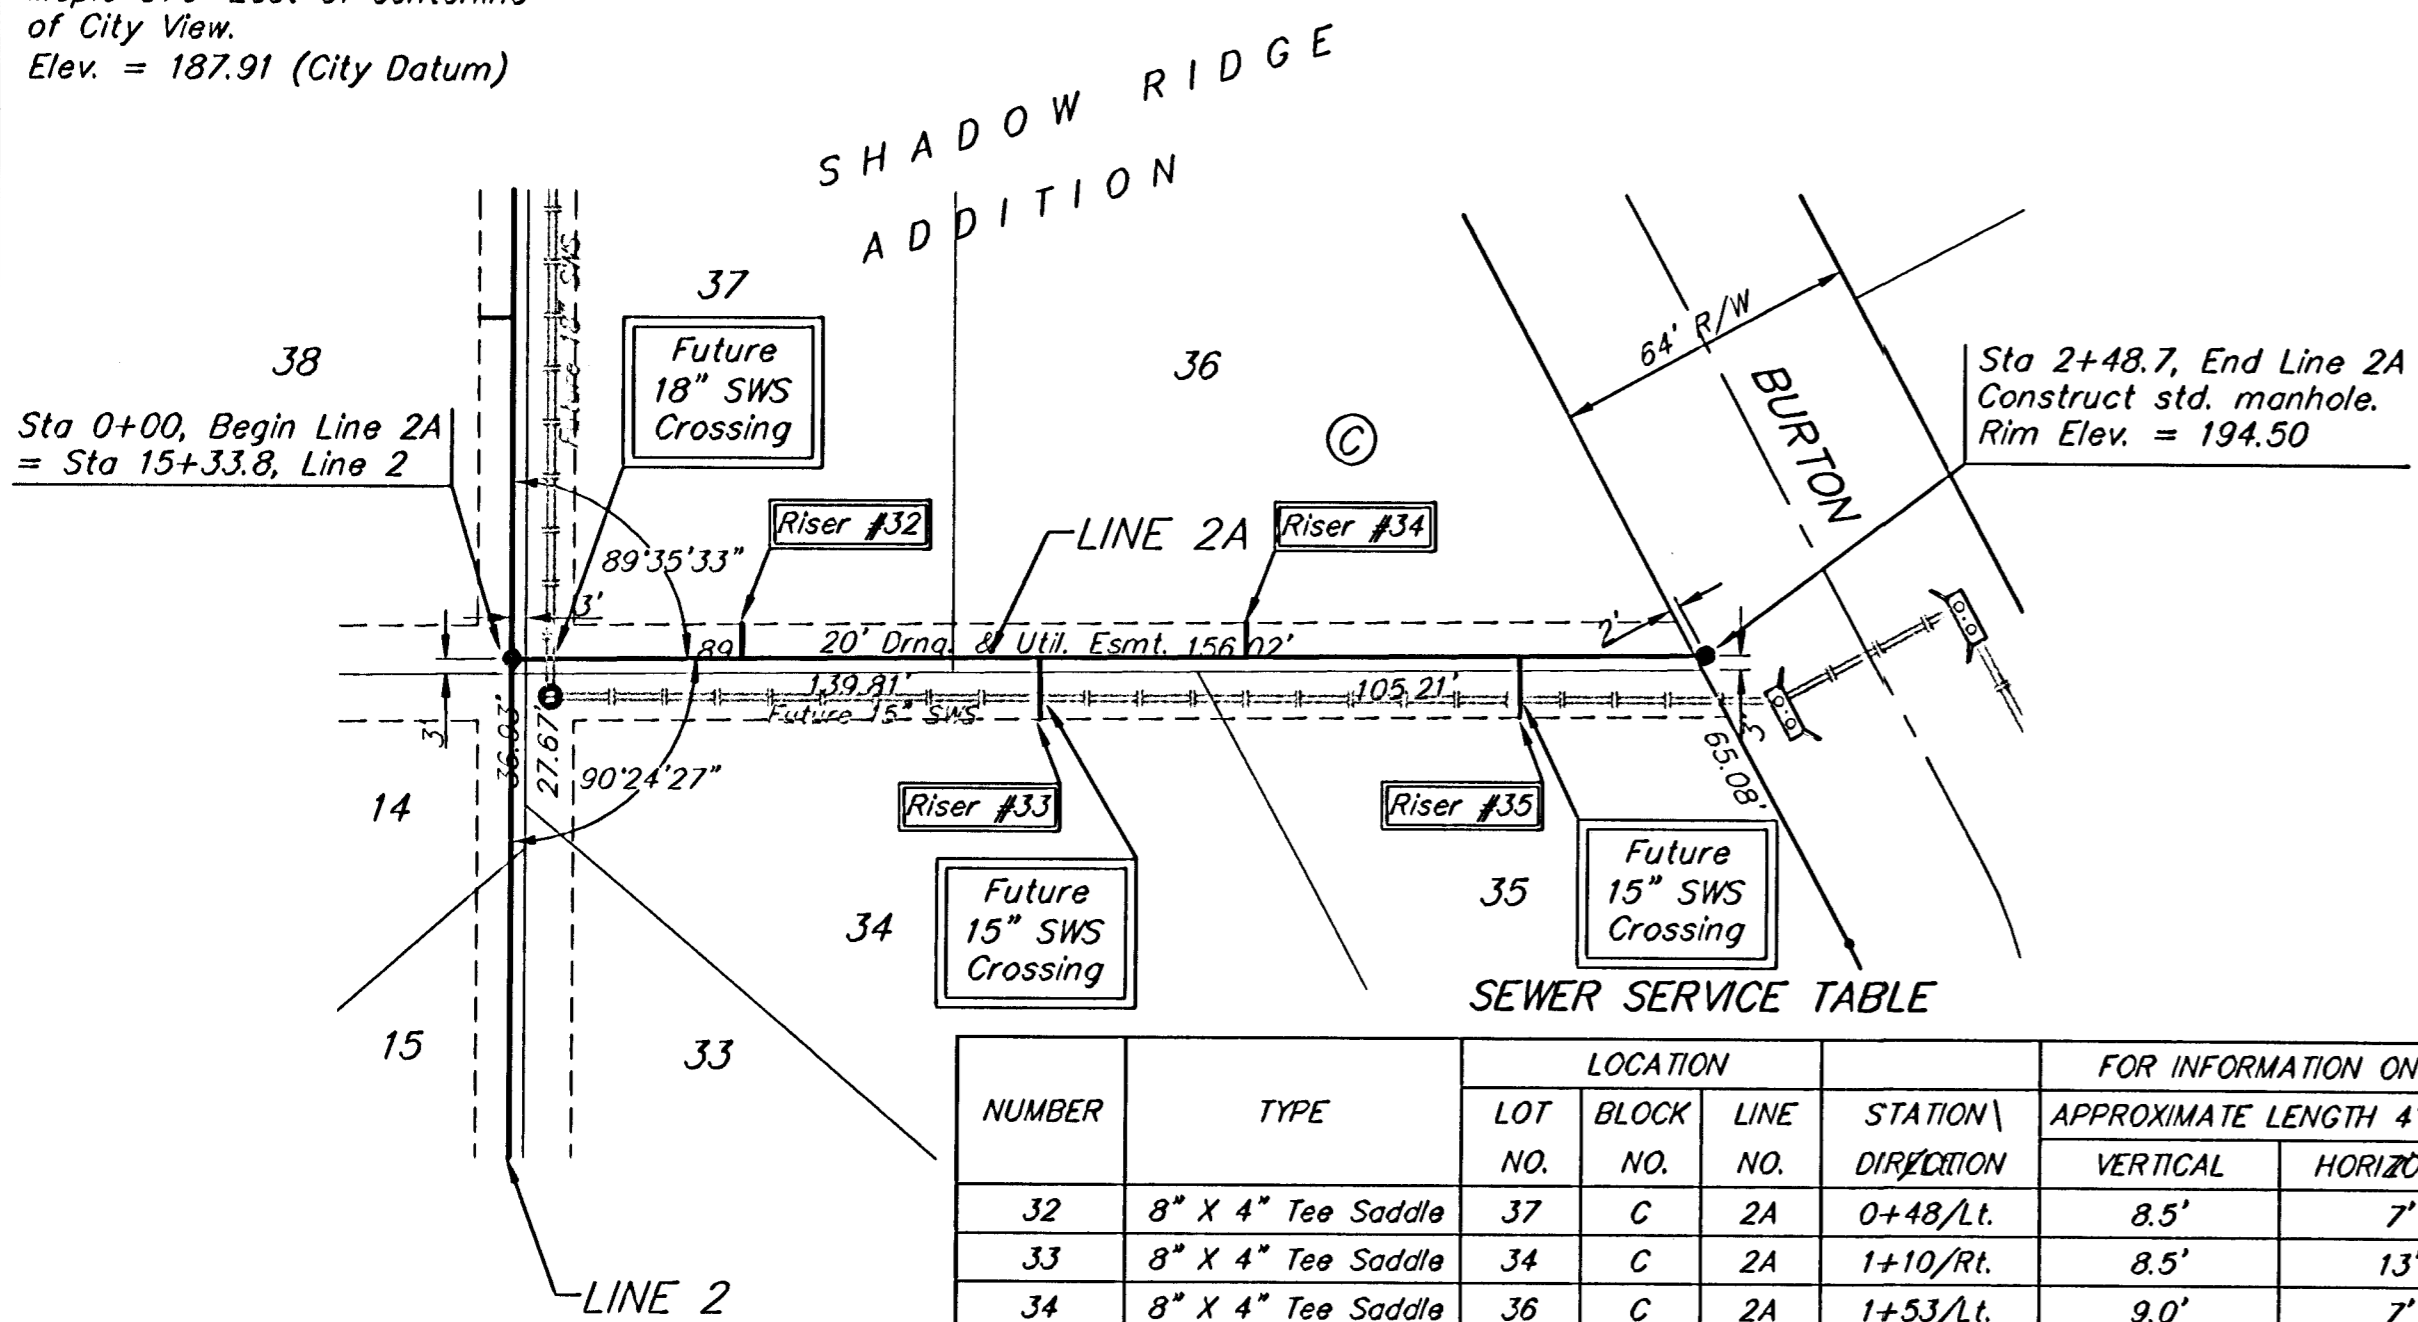 of City View.
Elev. = 187.91 (City Datum)
SHADOW RIDGE
ADDITION
37
38
36
Future
18" SWS
Crossing
C
64' R/W
BURTON
Sta 2+48.7, End Line 2A
Construct std. manhole.
Rim Elev. = 194.50
Sta 0+00, Begin Line 2A
= Sta 15+33.8, Line 2
Riser #32
LINE 2A
Riser #34
89°35'33"
3'
2'
89
20' Drng. & Util. Esmt.
156.02'
139.81'
105.21'
Future 15" SWS
3'
36.03'
27.67'
3'
65.08'
90°24'27"
14
Riser #33
Riser #35
Future
15" SWS
Crossing
34
Future
15" SWS
Crossing
35
15
33
LINE 2
SEWER SERVICE TABLE
NUMBER TYPE LOCATION FOR INFORMATION ON
LOT NO. BLOCK NO. LINE NO. STATION\ DIRECTION APPROXIMATE LENGTH 4"
VERTICAL
32 8" X 4" Tee Saddle 37 C 2A 0+48/Lt. 8.5' 7'
33 8" X 4" Tee Saddle 34 C 2A 1+10/Rt. 8.5' 13'
34 8" X 4" Tee Saddle 36 C 2A 1+53/Lt. 9.0' 7'